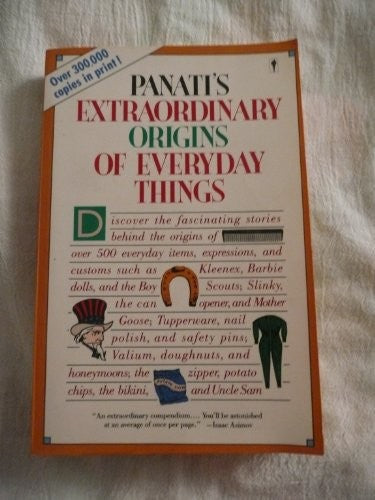 Over 300,000
copies in print!
PANATI'S
EXTRAORDINARY
ORIGINS
OF EVERYDAY
THINGS
Discover the fascinating stories
behind the origins of
over 500 everyday items, expressions, and
customs such as Kleenex, Barbie
dolls, and the Boy Scouts; Slinky,
the can opener, and Mother
Goose; Tupperware, nail
polish, and safety pins;
Valium, doughnuts, and
honeymoons; the zipper, potato
chips, the bikini, and Uncle Sam
"An extraordinary compendium.... You'll be astonished
at an average of once per page." —Isaac Asimov